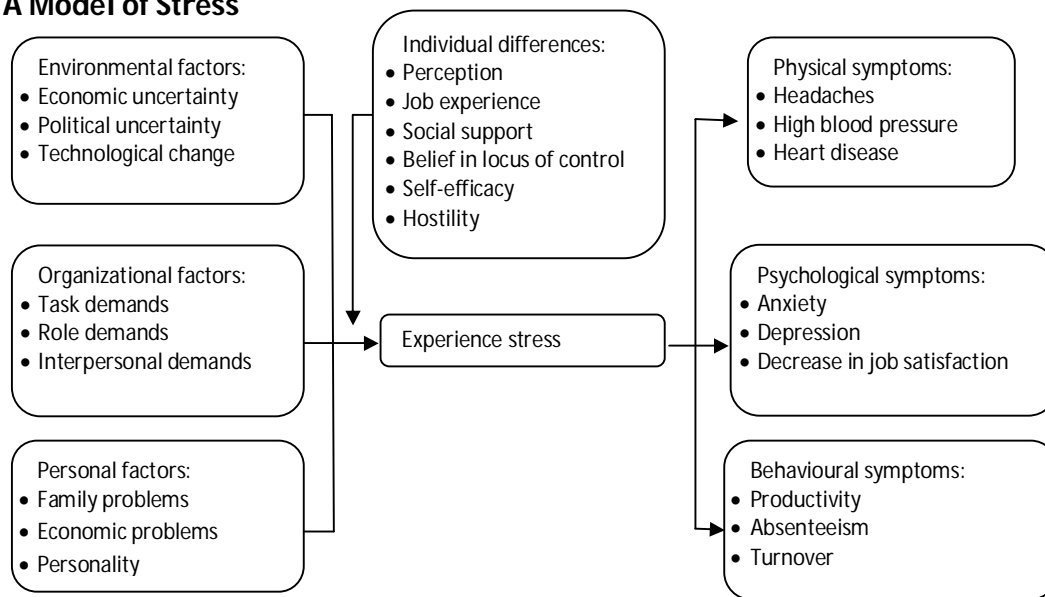 A Model of Stress
Environmental factors:
• Economic uncertainty
• Political uncertainty
• Technological change
Organizational factors:
• Task demands
• Role demands
• Interpersonal demands
Personal factors:
• Family problems
• Economic problems
• Personality
Individual differences:
• Perception
• Job experience
• Social support
• Belief in locus of control
• Self-efficacy
• Hostility
Experience stress
Physical symptoms:
• Headaches
• High blood pressure
• Heart disease
Psychological symptoms:
• Anxiety
• Depression
• Decrease in job satisfaction
Behavioural symptoms:
• Productivity
• Absenteeism
• Turnover